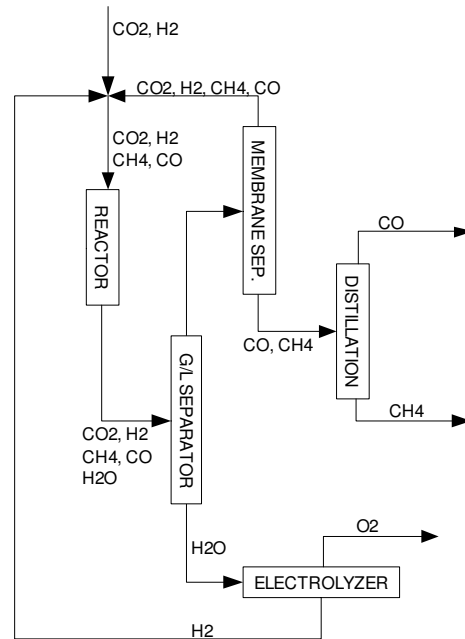 CO2, H2
CO2, H2, CH4, CO
CO2, H2
CH4, CO
REACTOR
MEMBRANE SEP.
CO
DISTILLATION
CO, CH4
G/L SEPARATOR
CH4
CO2, H2
CH4, CO
H2O
O2
H2O
ELECTROLYZER
H2